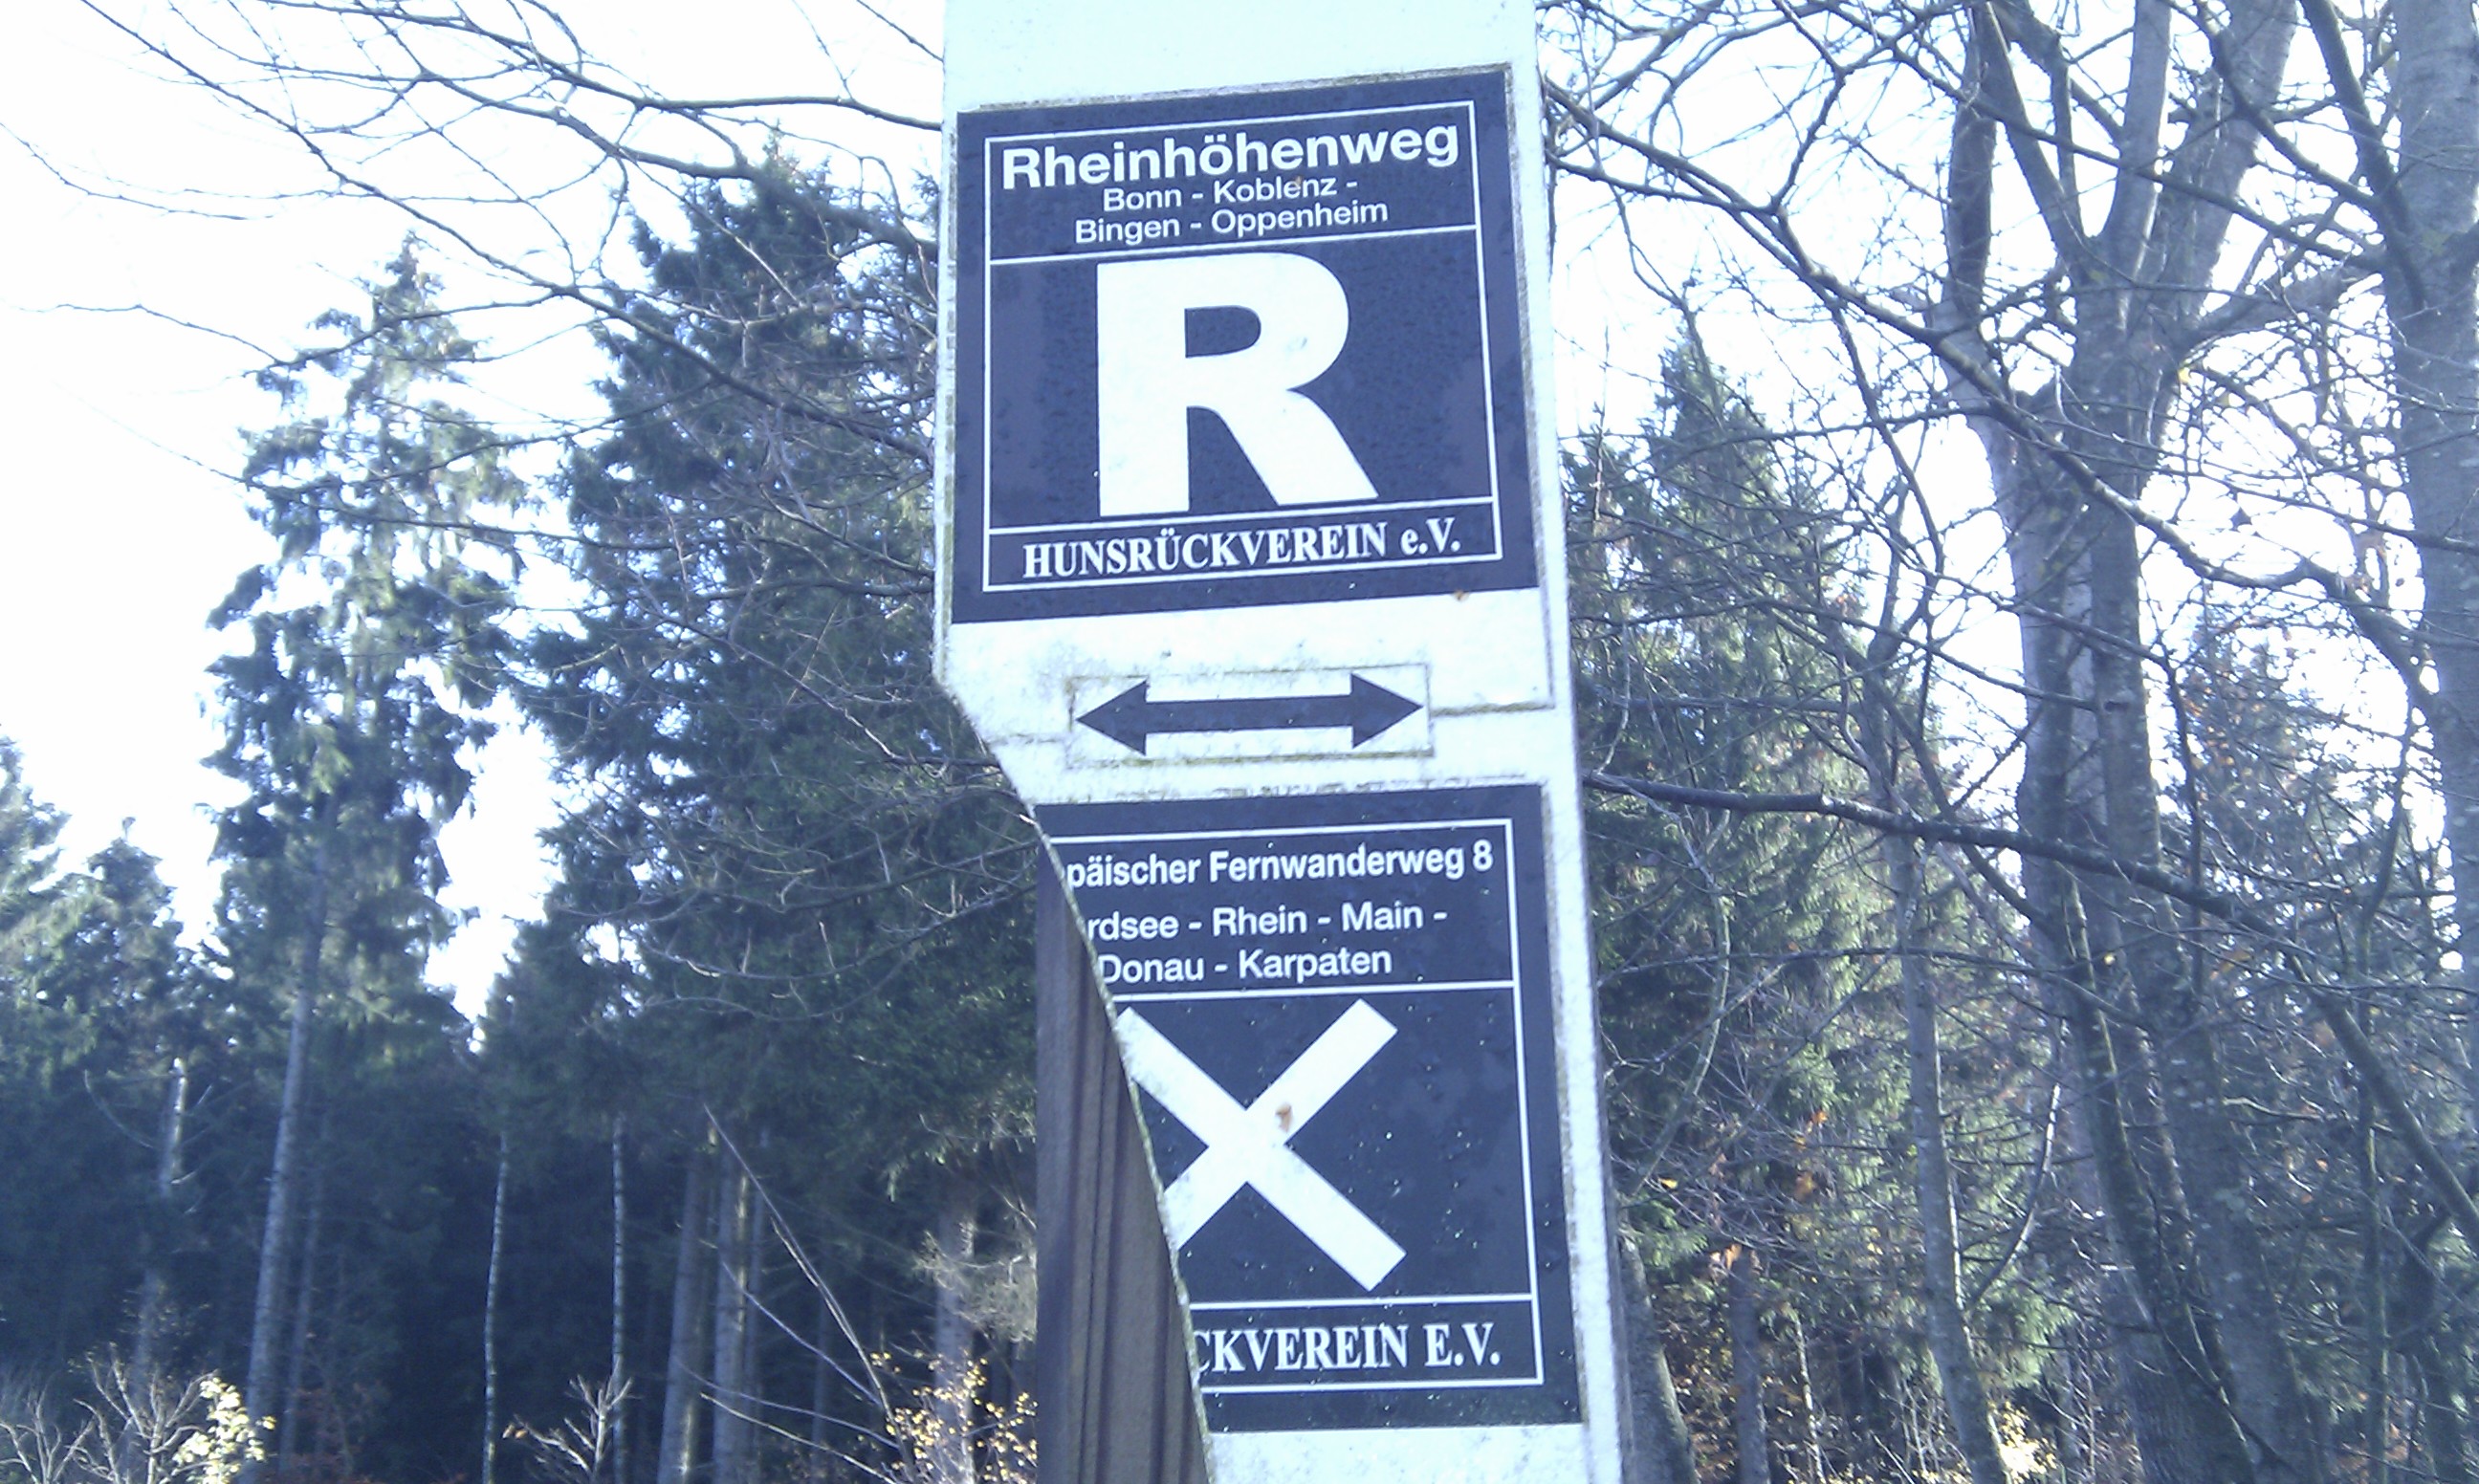 Rheinhöhenweg
Bonn - Koblenz -
Bingen - Oppenheim
R
HUNSRÜCKVEREIN e.V.
päischer Fernwanderweg 8
rdsee - Rhein - Main -
Donau - Karpaten
X
CKVEREIN E.V.